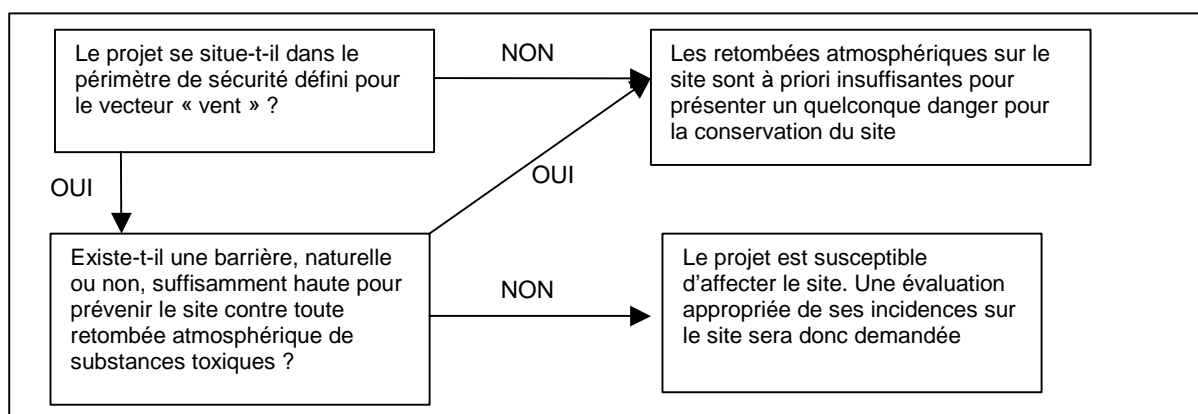 Le projet se situe-t-il dans le
périmètre de sécurité défini pour
le vecteur « vent » ?
NON
Les retombées atmosphériques sur le
site sont à priori insuffisantes pour
présenter un quelconque danger pour
la conservation du site
OUI
OUI
Existe-t-il une barrière, naturelle
ou non, suffisamment haute pour
prévenir le site contre toute
retombée atmosphérique de
substances toxiques ?
NON
Le projet est susceptible
d'affecter le site. Une évaluation
appropriée de ses incidences sur
le site sera donc demandée